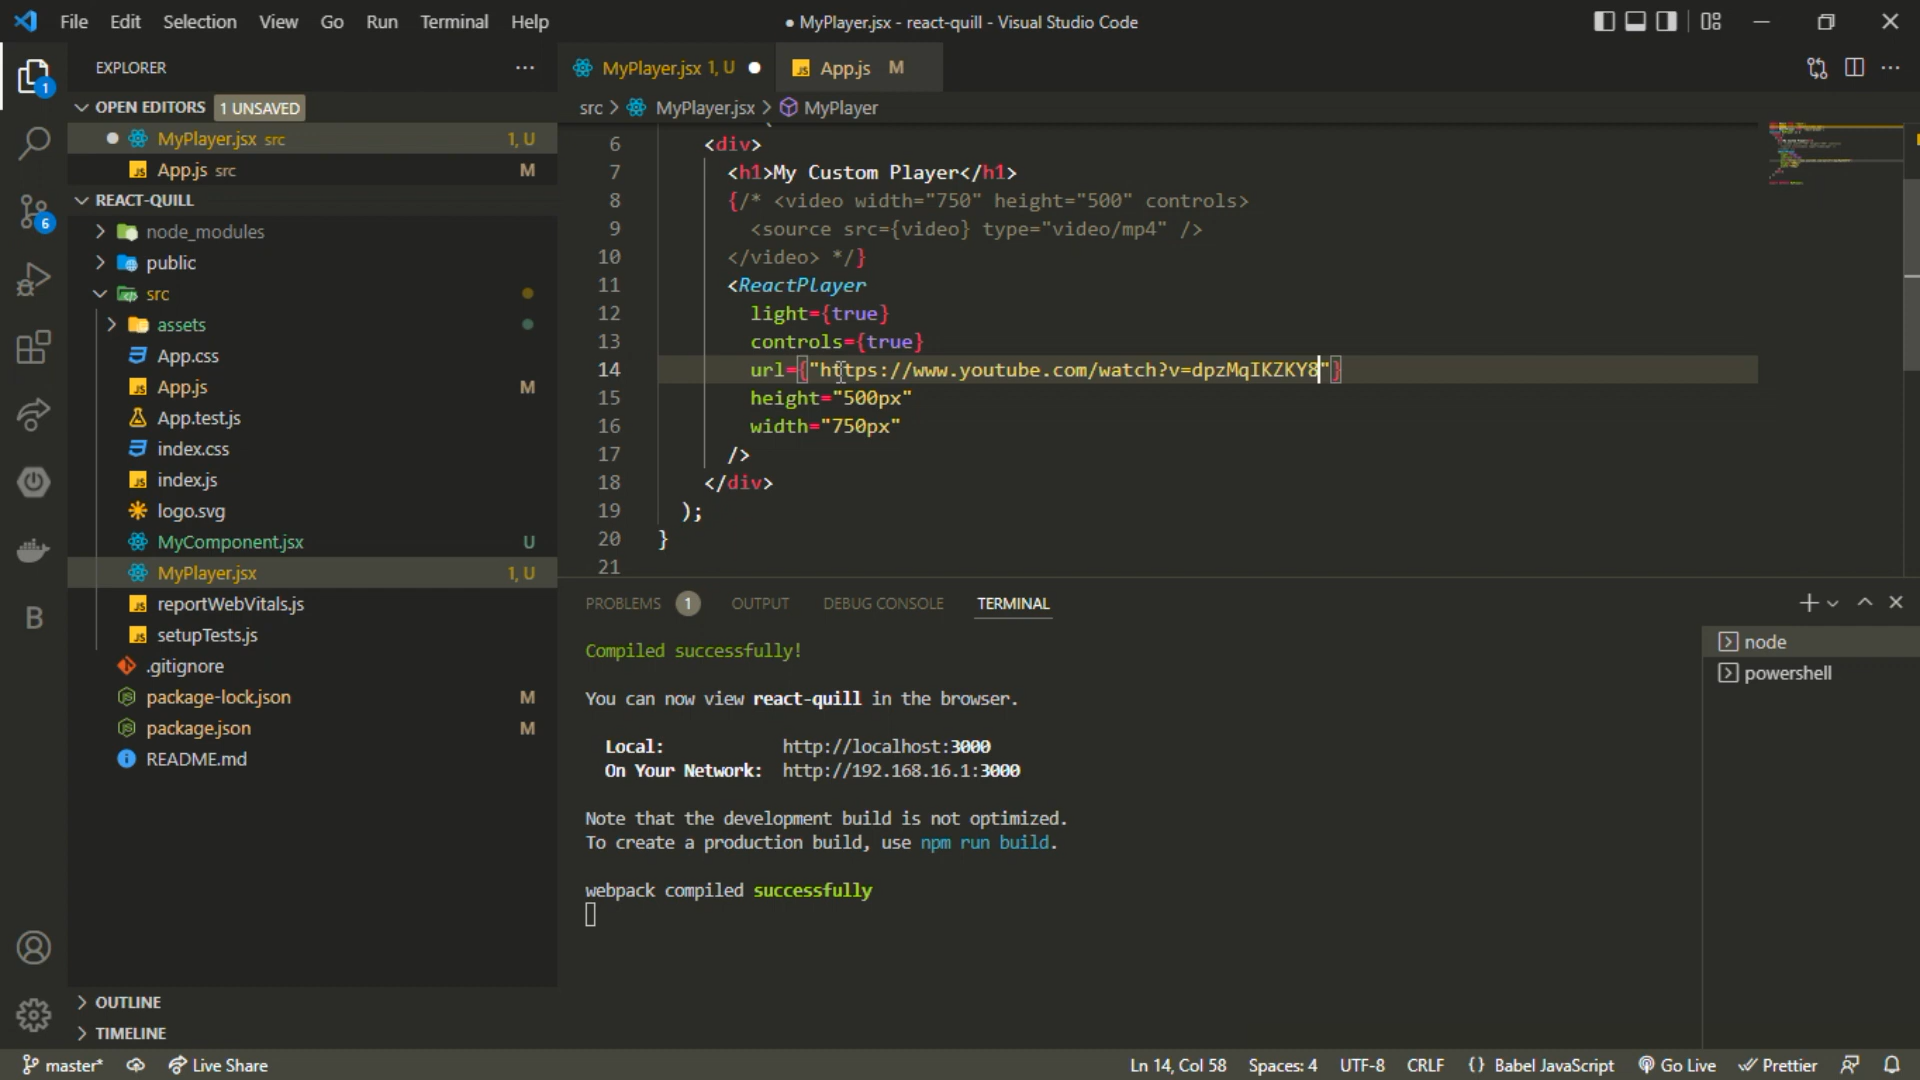 File Edit Selection View Go Run Terminal Help
● MyPlayer.jsx - react-quill - Visual Studio Code
EXPLORER
OPEN EDITORS 1 UNSAVED
MyPlayer.jsx src 1, U
App.js src M
REACT-QUILL
node_modules
public
src
assets
App.css
App.js M
App.test.js
index.css
index.js
logo.svg
MyComponent.jsx U
MyPlayer.jsx 1, U
reportWebVitals.js
setupTests.js
.gitignore
package-lock.json M
package.json M
README.md
OUTLINE
TIMELINE
1
6
B
MyPlayer.jsx 1, U
App.js M
src > MyPlayer.jsx > MyPlayer
6 <div>
7 <h1>My Custom Player</h1>
8 {/* <video width="750" height="500" controls>
9 <source src={video} type="video/mp4" />
10 </video> */}
11 <ReactPlayer
12 light={true}
13 controls={true}
14 url={"https://www.youtube.com/watch?v=dpzMqIKZKY8"}
15 height="500px"
16 width="750px"
17 />
18 </div>
19 );
20 }
21
PROBLEMS 1 OUTPUT DEBUG CONSOLE TERMINAL
Compiled successfully!
You can now view react-quill in the browser.
Local: http://localhost:3000
On Your Network: http://192.168.16.1:3000
Note that the development build is not optimized.
To create a production build, use npm run build.
webpack compiled successfully
node
powershell
master* Live Share
Ln 14, Col 58 Spaces: 4 UTF-8 CRLF {} Babel JavaScript Go Live Prettier